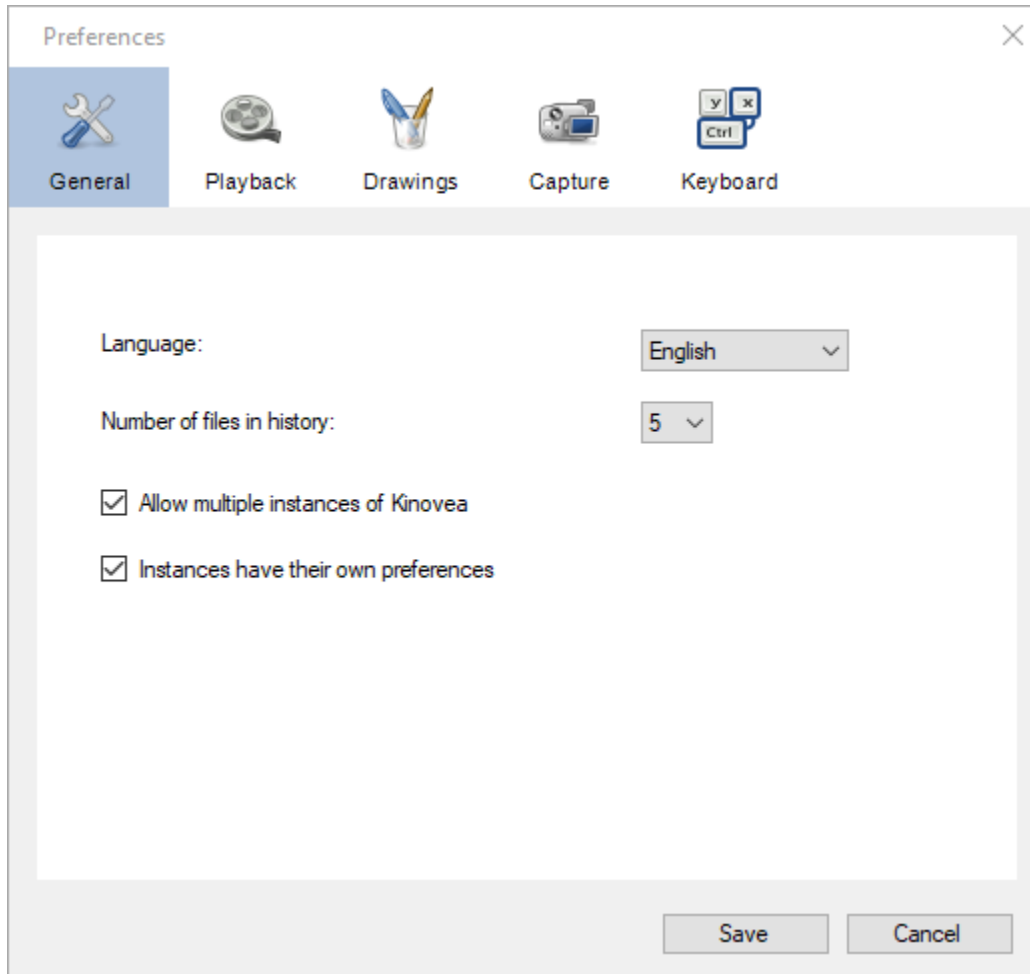 Preferences
y x
Ctrl
General Playback Drawings Capture Keyboard
Language: English
Number of files in history: 5
Allow multiple instances of Kinovea
Instances have their own preferences
Save Cancel